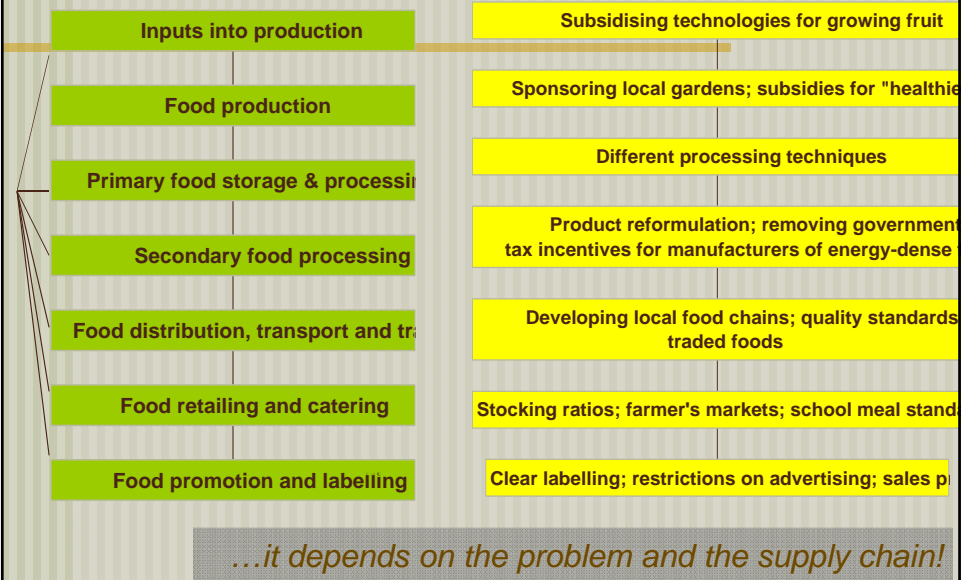 Inputs into production
Food production
Primary food storage & processin
Secondary food processing
Food distribution, transport and tra
Food retailing and catering
Food promotion and labelling
Subsidising technologies for growing fruit
Sponsoring local gardens; subsidies for "healthie
Different processing techniques
Product reformulation; removing government
tax incentives for manufacturers of energy-dense
Developing local food chains; quality standards
traded foods
Stocking ratios; farmer's markets; school meal stand
Clear labelling; restrictions on advertising; sales p
…it depends on the problem and the supply chain!